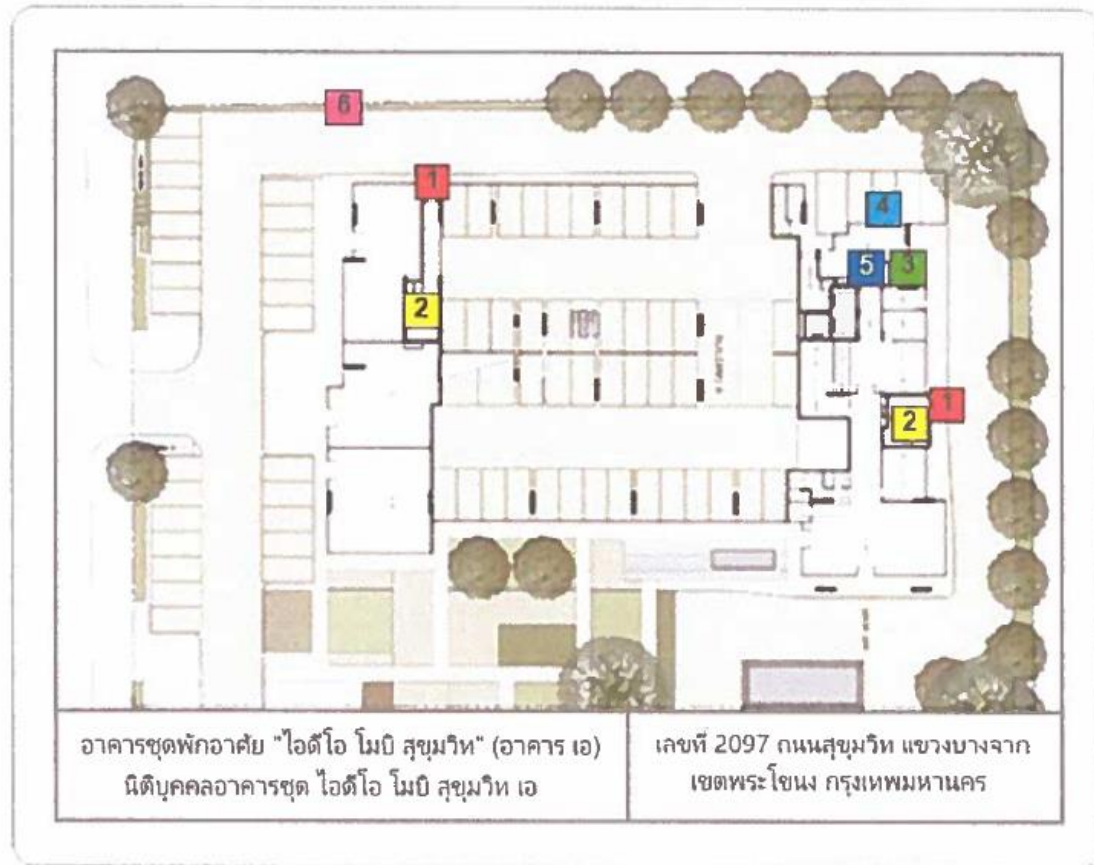 6
1
4
5
3
2
1
2
อาคารชุดพักอาศัย "ไอดีโอ โมบิ สุขุมวิท" (อาคาร เอ)
นิติบุคคลอาคารชุด ไอดีโอ โมบิ สุขุมวิท เอ
เลขที่ 2097 ถนนสุขุมวิท แขวงบางจาก
เขตพระโขนง กรุงเทพมหานคร